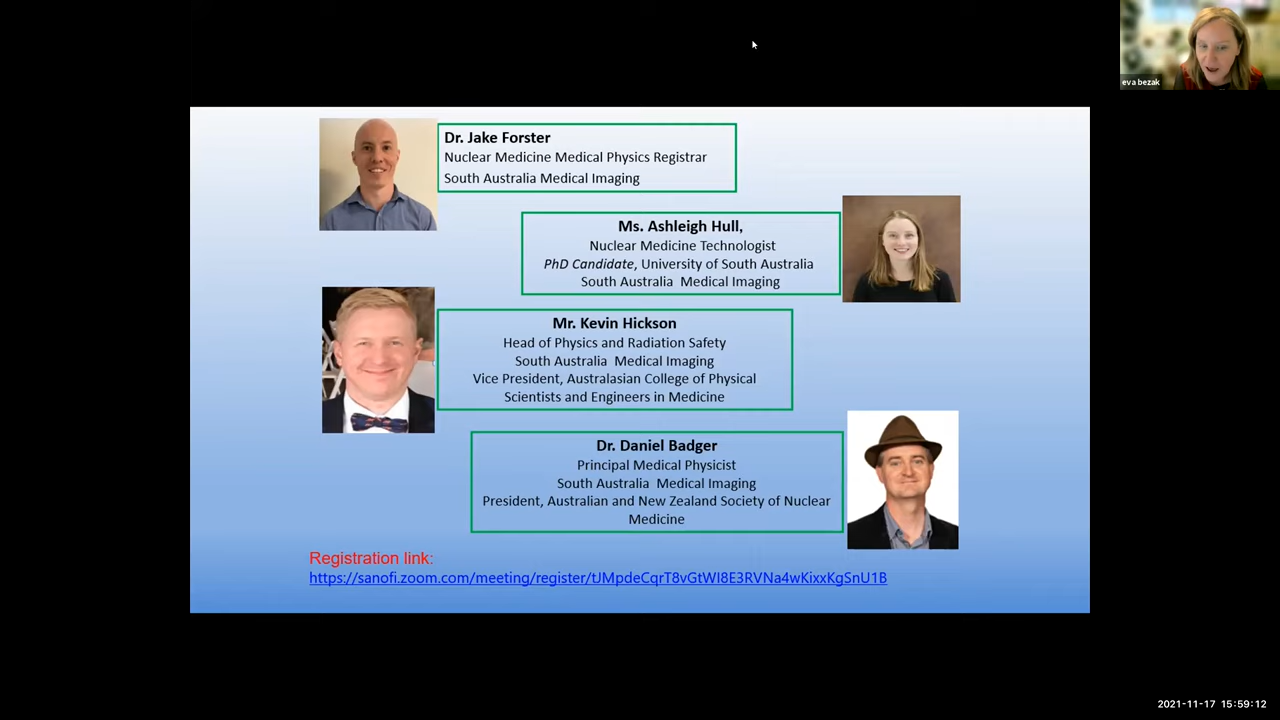 eva bezak
Dr. Jake Forster
Nuclear Medicine Medical Physics Registrar
South Australia Medical Imaging
Ms. Ashleigh Hull,
Nuclear Medicine Technologist
PhD Candidate, University of South Australia
South Australia  Medical Imaging
Mr. Kevin Hickson
Head of Physics and Radiation Safety
South Australia  Medical Imaging
Vice President, Australasian College of Physical
Scientists and Engineers in Medicine
Dr. Daniel Badger
Principal Medical Physicist
South Australia  Medical Imaging
President, Australian and New Zealand Society of Nuclear
Medicine
Registration link:
https://sanofi.zoom.com/meeting/register/tJMpdeCqrT8vGtWI8E3RVNa4wKixxKgSnU1B
2021-11-17 15:59:12